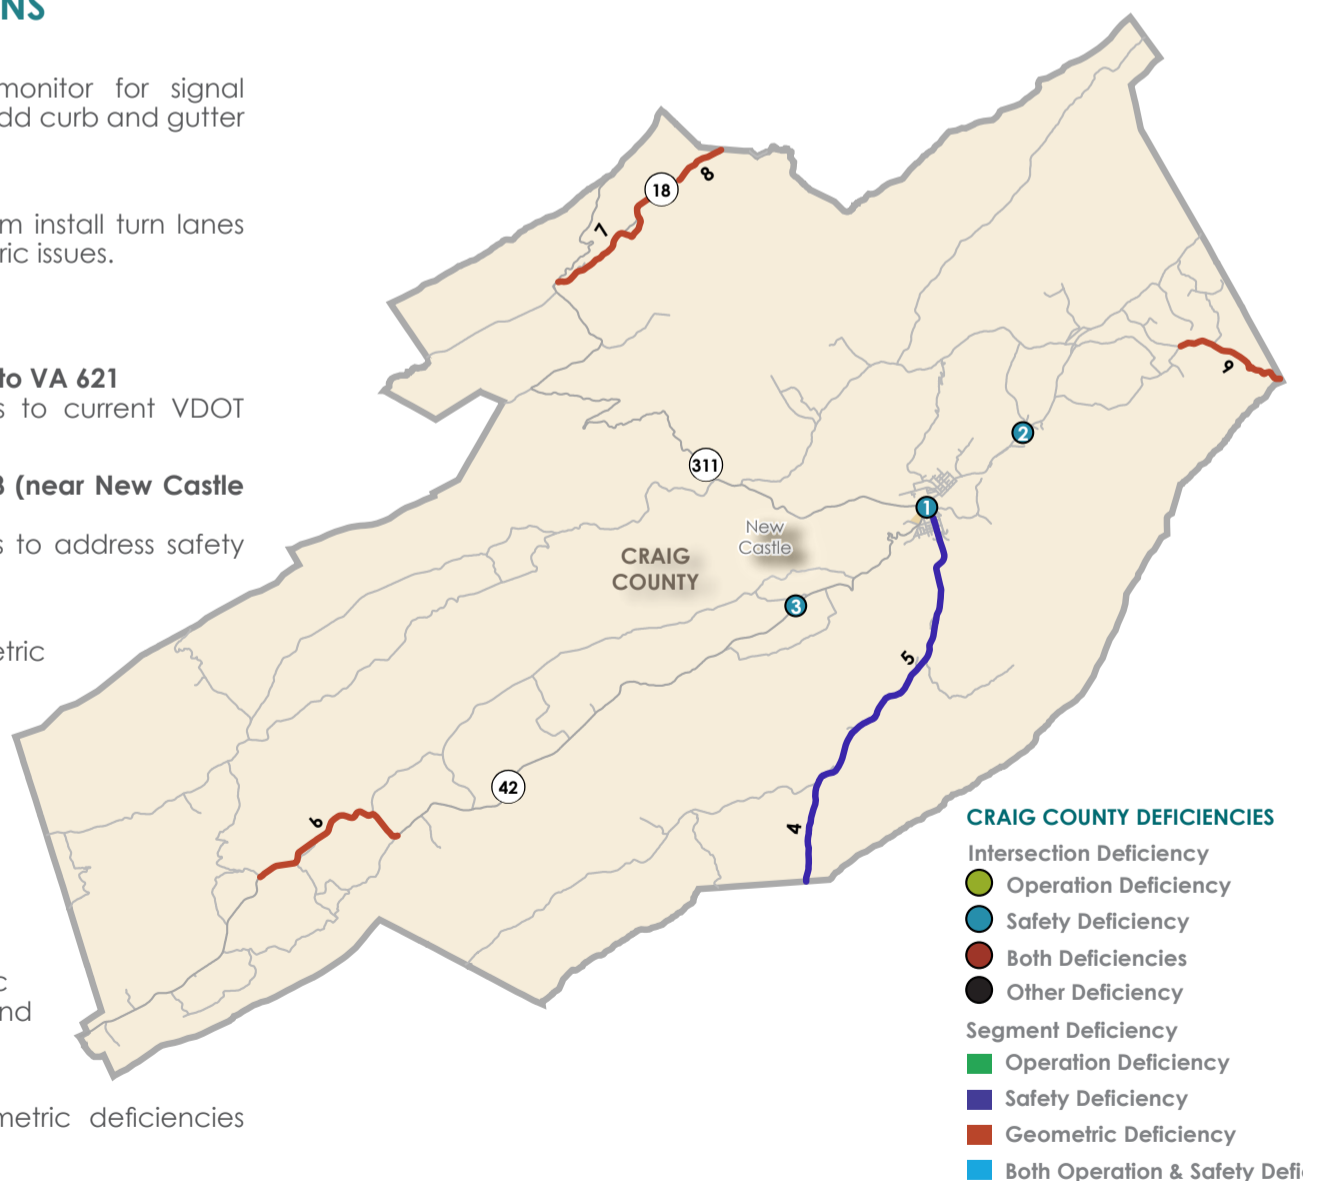 NS
monitor for signal
dd curb and gutter
m install turn lanes
ric issues.
to VA 621
s to current VDOT
3 (near New Castle
s to address safety
etric
c
nd
metric deficiencies
8
18
7
9
2
311
1
New
Castle
CRAIG
COUNTY
3
5
42
6
4
CRAIG COUNTY DEFICIENCIES
Intersection Deficiency
Operation Deficiency
Safety Deficiency
Both Deficiencies
Other Deficiency
Segment Deficiency
Operation Deficiency
Safety Deficiency
Geometric Deficiency
Both Operation & Safety Defi